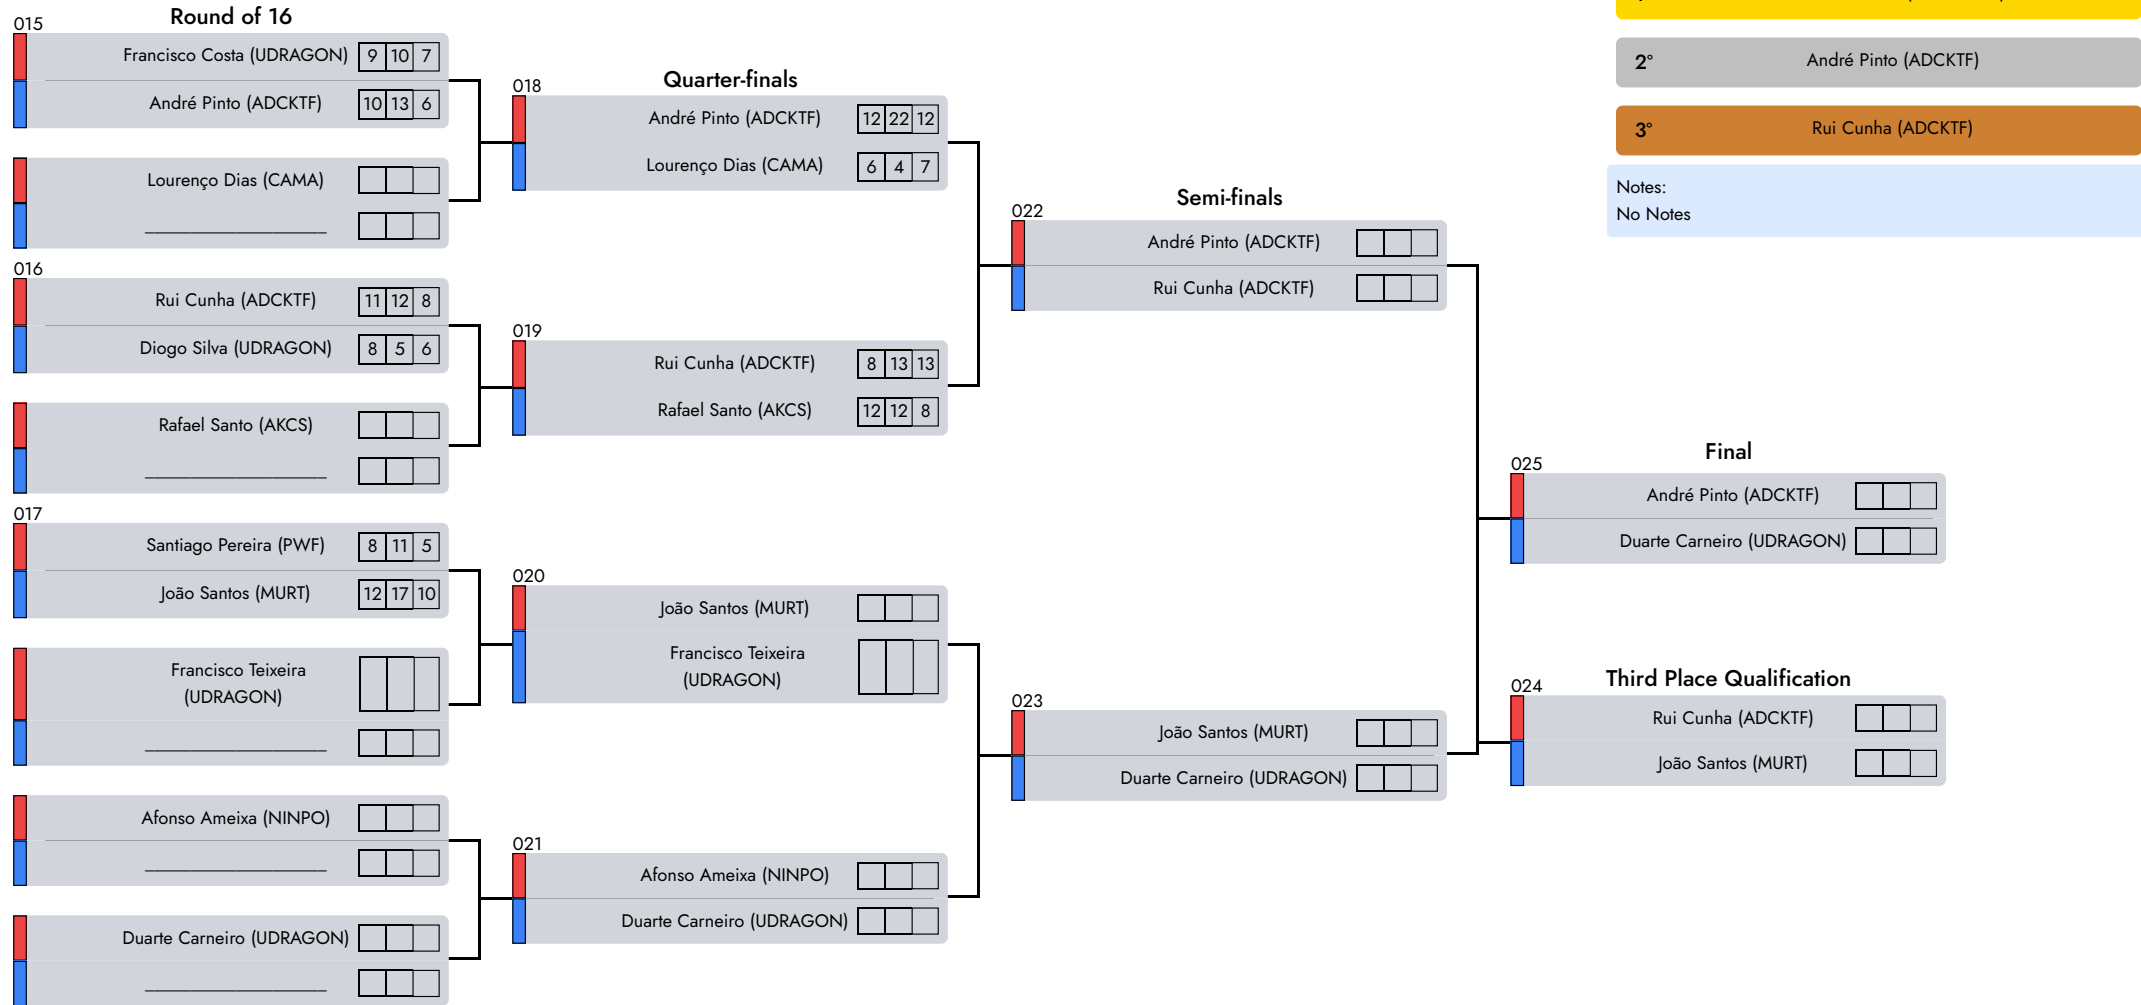 Round of 16
015
Francisco Costa (UDRAGON) 9 10 7
André Pinto (ADCKTF) 10 13 6
Lourenço Dias (CAMA)
____________________
016
Rui Cunha (ADCKTF) 11 12 8
Diogo Silva (UDRAGON) 8 5 6
Rafael Santo (AKCS)
____________________
017
Santiago Pereira (PWF) 8 11 5
João Santos (MURT) 12 17 10
Francisco Teixeira
(UDRAGON)
____________________
Afonso Ameixa (NINPO)
____________________
Duarte Carneiro (UDRAGON)
____________________
Quarter-finals
018
André Pinto (ADCKTF) 12 22 12
Lourenço Dias (CAMA) 6 4 7
019
Rui Cunha (ADCKTF) 8 13 13
Rafael Santo (AKCS) 12 12 8
020
João Santos (MURT)
Francisco Teixeira
(UDRAGON)
021
Afonso Ameixa (NINPO)
Duarte Carneiro (UDRAGON)
Semi-finals
022
André Pinto (ADCKTF)
Rui Cunha (ADCKTF)
023
João Santos (MURT)
Duarte Carneiro (UDRAGON)
Final
025
André Pinto (ADCKTF)
Duarte Carneiro (UDRAGON)
Third Place Qualification
024
Rui Cunha (ADCKTF)
João Santos (MURT)
2° André Pinto (ADCKTF)
3° Rui Cunha (ADCKTF)
Notes:
No Notes